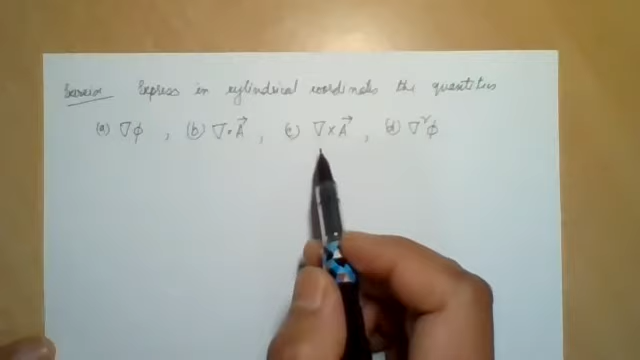 Exercise Express in cylindrical coordinates the quantities
(a) ∇ϕ , (b) ∇·A⃗ , (c) ∇×A⃗ , (d) ∇²ϕ